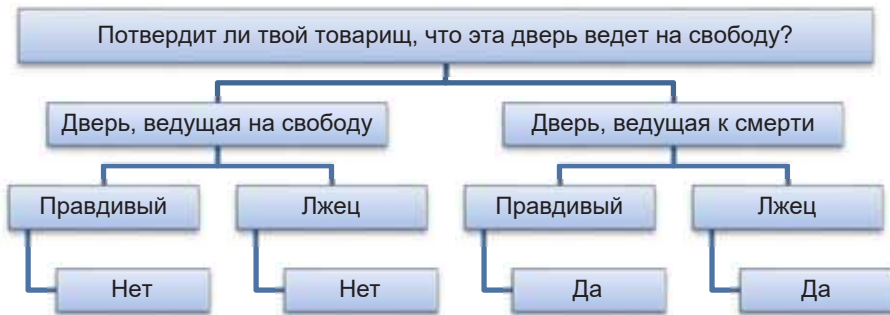 Потвердит ли твой товарищ, что эта дверь ведет на свободу?
Дверь, ведущая на свободу
Дверь, ведущая к смерти
Правдивый
Лжец
Правдивый
Лжец
Нет
Нет
Да
Да